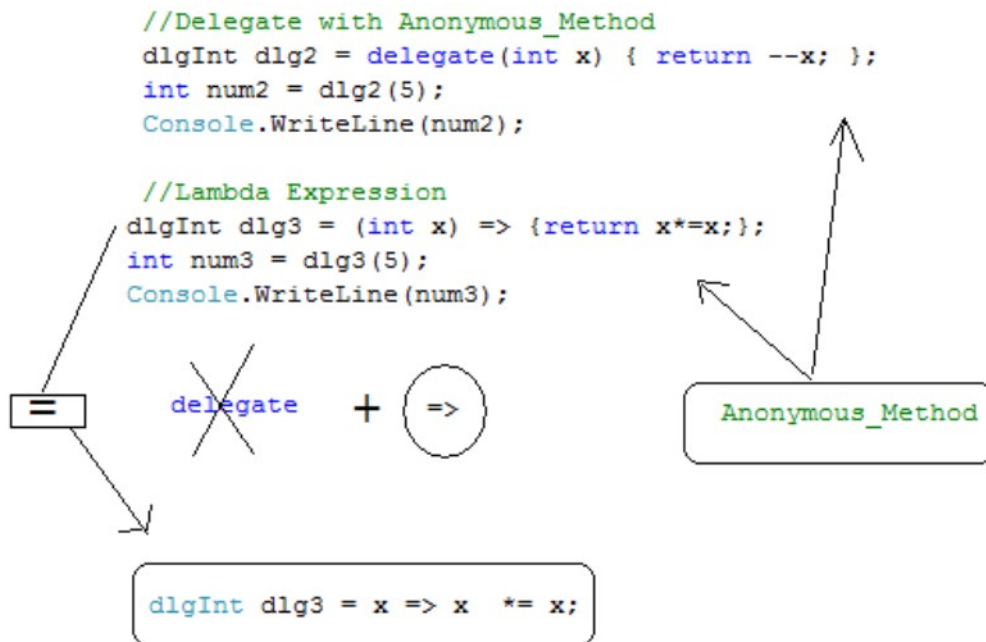 //Delegate with Anonymous_Method
dlgInt dlg2 = delegate(int x) { return --x; };
int num2 = dlg2(5);
Console.WriteLine(num2);
//Lambda Expression
dlgInt dlg3 = (int x) => {return x*=x;};
int num3 = dlg3(5);
Console.WriteLine(num3);
= delegate + => Anonymous_Method
dlgInt dlg3 = x => x *= x;